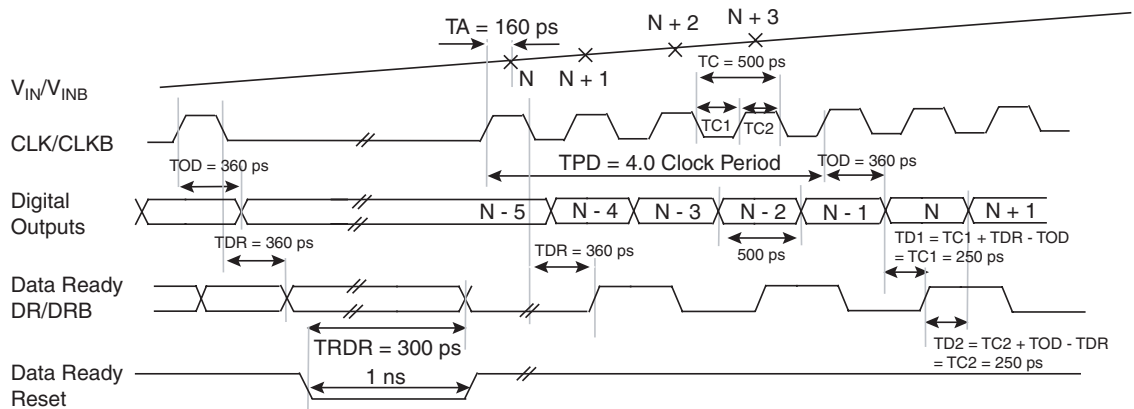 TA = 160 ps
N + 2
N + 3
N
N + 1
TC = 500 ps
VIN/VINB
TC1
TC2
CLK/CLKB
TOD = 360 ps
TPD = 4.0 Clock Period
TOD = 360 ps
Digital
Outputs
N - 5
N - 4
N - 3
N - 2
N - 1
N
N + 1
TDR = 360 ps
TDR = 360 ps
500 ps
TD1 = TC1 + TDR - TOD
= TC1 = 250 ps
Data Ready
DR/DRB
TRDR = 300 ps
TD2 = TC2 + TOD - TDR
= TC2 = 250 ps
Data Ready
Reset
1 ns